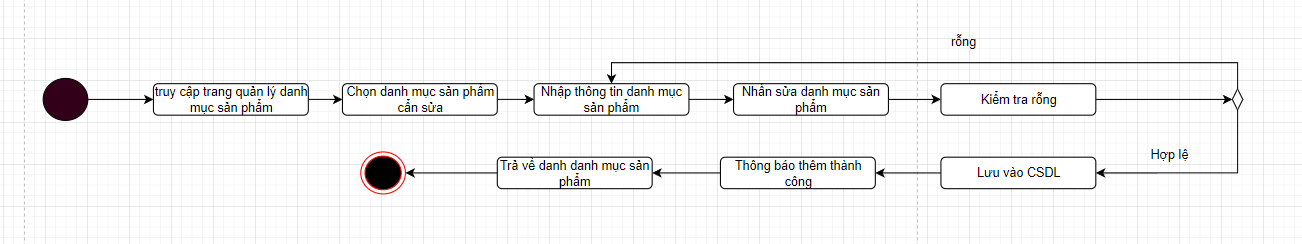 rỗng
truy cập trang quản lý danh
mục sản phẩm
Chọn danh mục sản phẩm
cần sửa
Nhập thông tin danh mục
sản phẩm
Nhấn sửa danh mục sản
phẩm
Kiểm tra rỗng
Hợp lệ
Lưu vào CSDL
Thông báo thêm thành
công
Trả về danh danh mục sản
phẩm